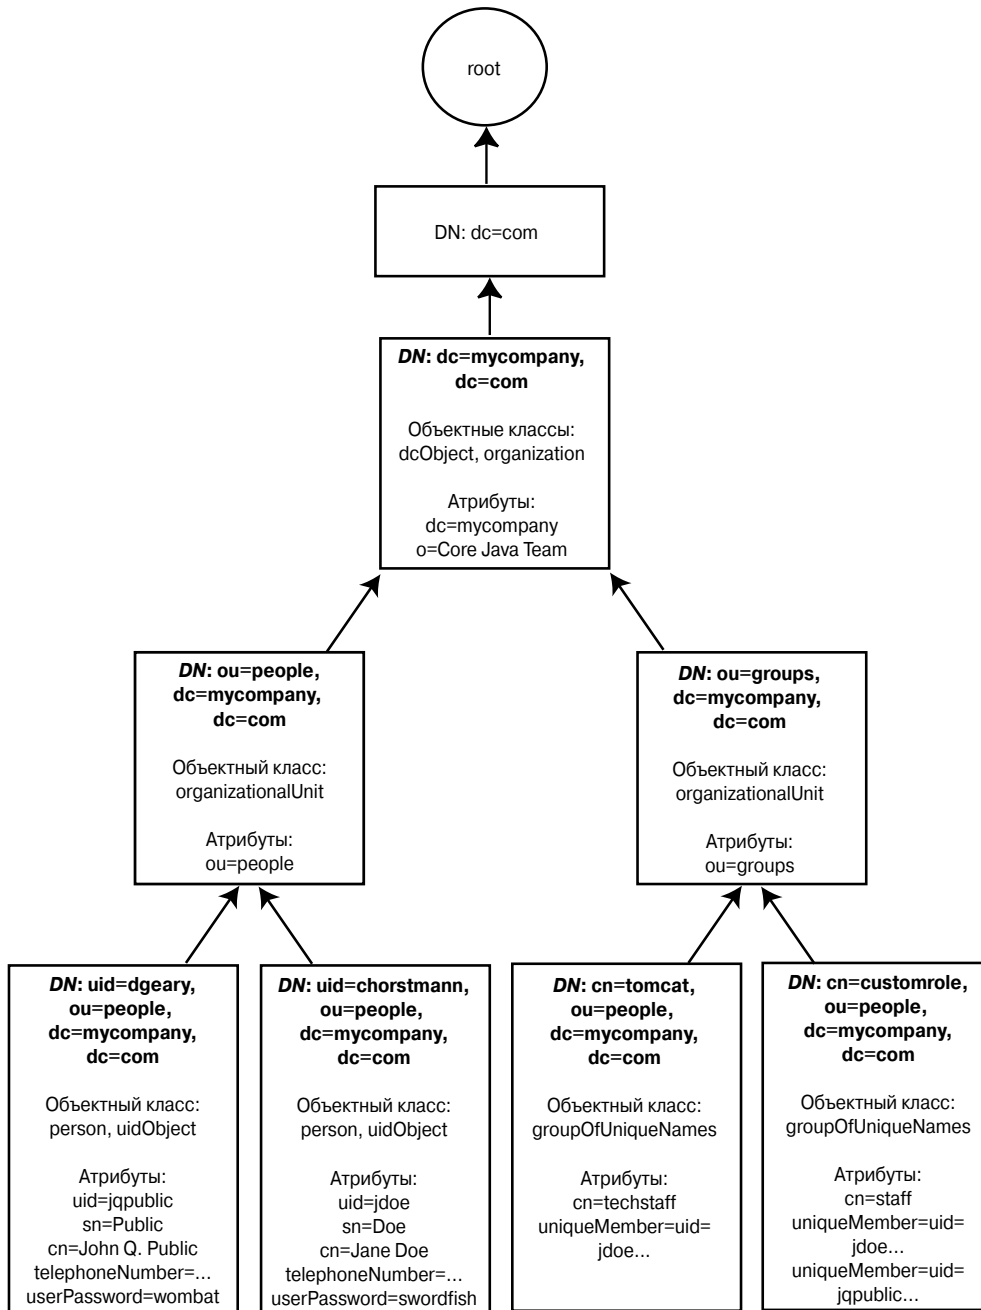 root
DN: dc=com
DN: dc=mycompany,
dc=com
Объектные классы:
dcObject, organization
Атрибуты:
dc=mycompany
o=Core Java Team
DN: ou=people,
dc=mycompany,
dc=com
Объектный класс:
organizationalUnit
Атрибуты:
ou=people
DN: ou=groups,
dc=mycompany,
dc=com
Объектный класс:
organizationalUnit
Атрибуты:
ou=groups
DN: uid=dgeary,
ou=people,
dc=mycompany,
dc=com
Объектный класс:
person, uidObject
Атрибуты:
uid=jqpublic
sn=Public
cn=John Q. Public
telephoneNumber=...
userPassword=wombat
DN: uid=chorstmann,
ou=people,
dc=mycompany,
dc=com
Объектный класс:
person, uidObject
Атрибуты:
uid=jdoe
sn=Doe
cn=Jane Doe
telephoneNumber=...
userPassword=swordfish
DN: cn=tomcat,
ou=people,
dc=mycompany,
dc=com
Объектный класс:
groupOfUniqueNames
Атрибуты:
cn=techstaff
uniqueMember=uid=
jdoe...
DN: cn=customrole,
ou=people,
dc=mycompany,
dc=com
Объектный класс:
groupOfUniqueNames
Атрибуты:
cn=staff
uniqueMember=uid=
jdoe...
uniqueMember=uid=
jqpublic...